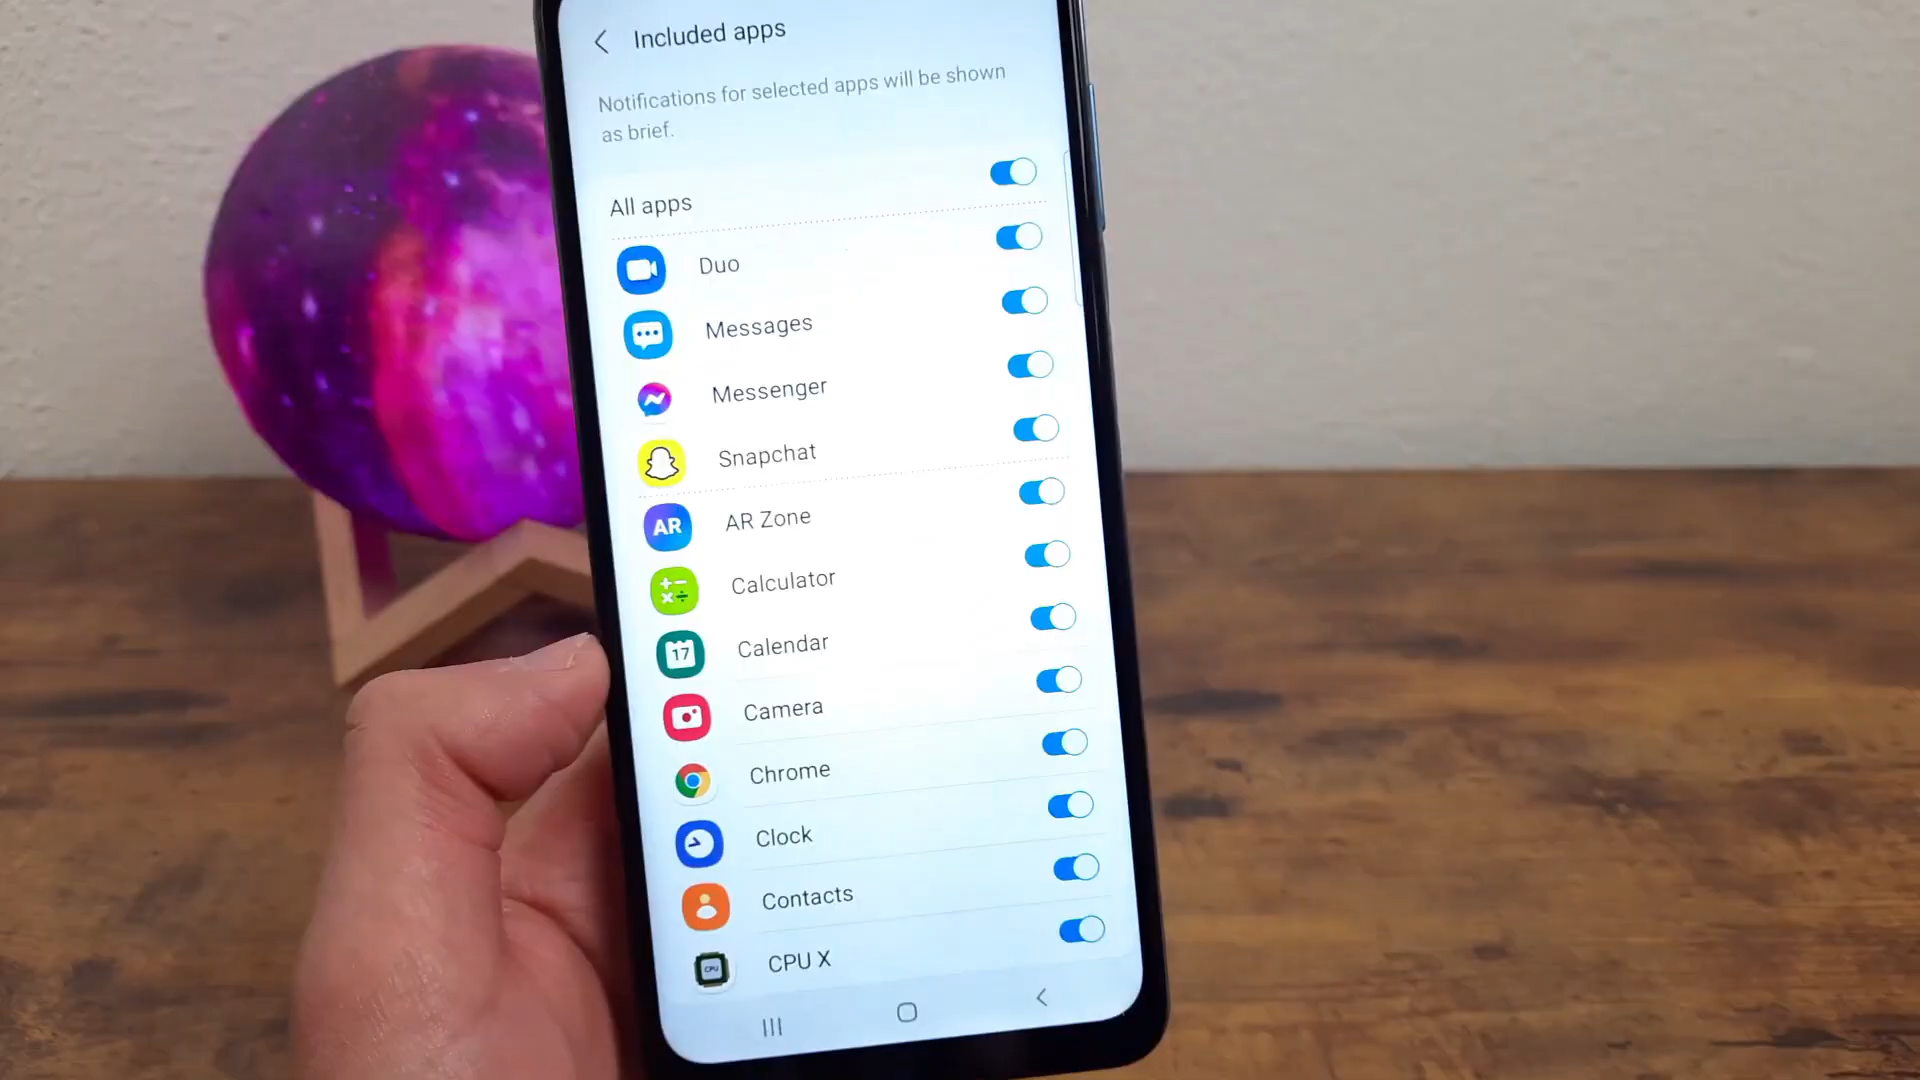 Included apps
Notifications for selected apps will be shown
as brief.
All apps
Duo
Messages
Messenger
Snapchat
AR
AR Zone
Calculator
17
Calendar
Camera
Chrome
Clock
Contacts
CPU
CPU X